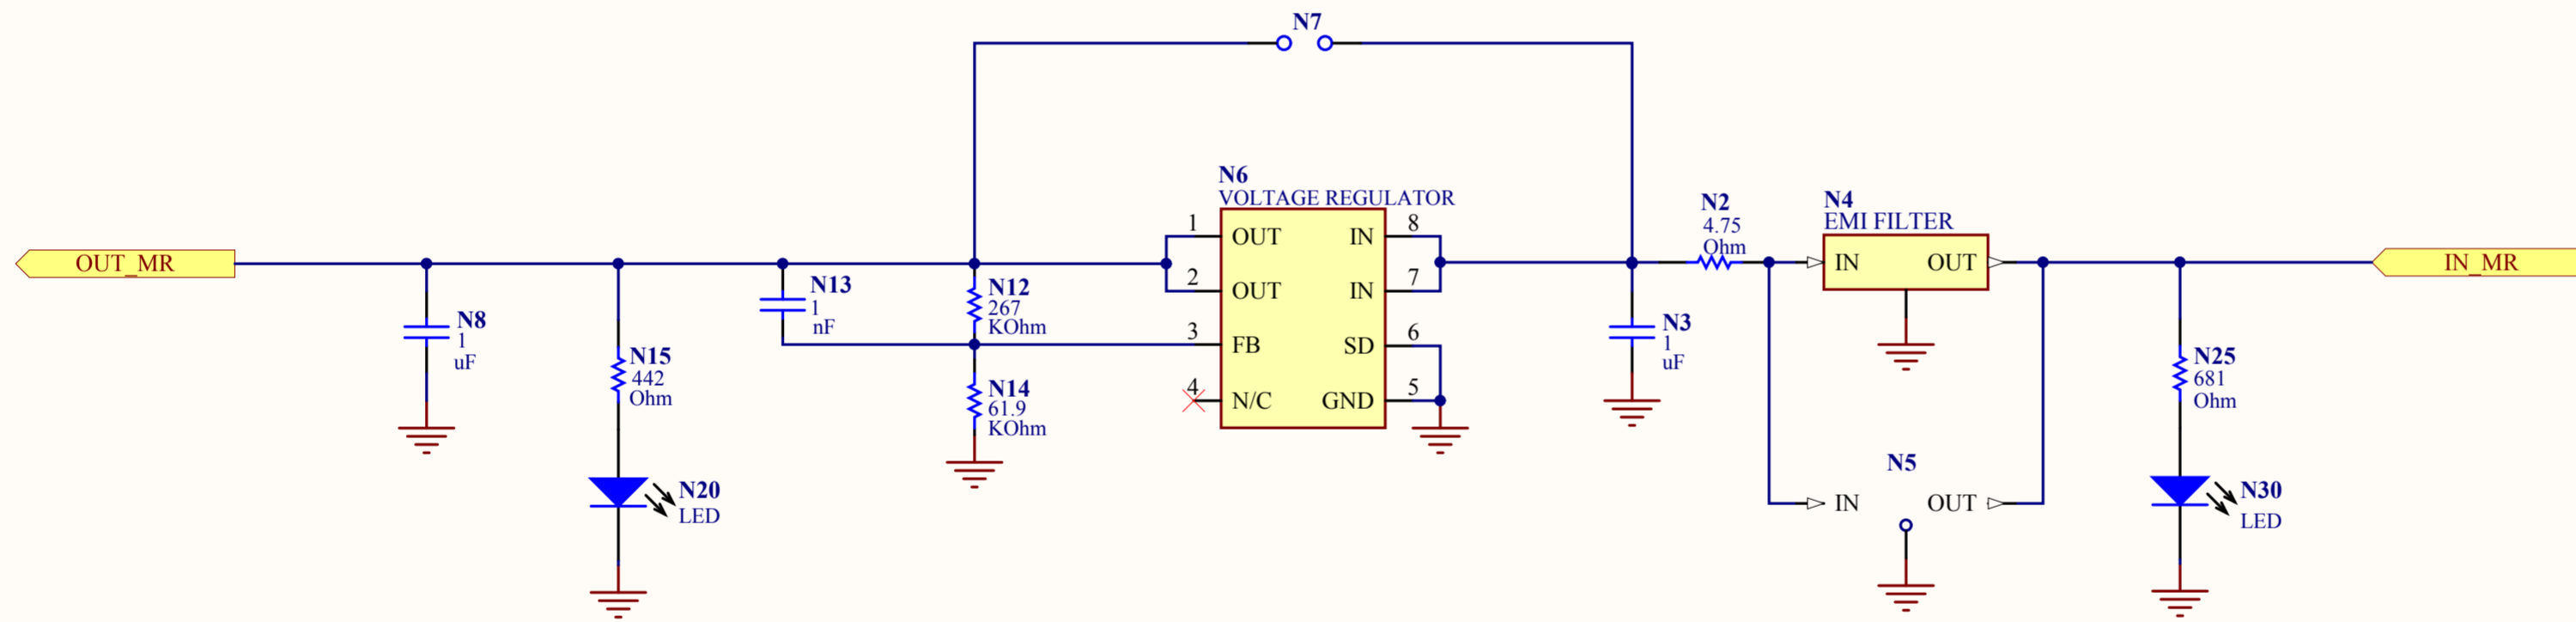 N7
N6
VOLTAGE REGULATOR
1
OUT
IN
8
2
OUT
IN
7
3
FB
SD
6
4
N/C
GND
5
OUT_MR
N8
1
uF
N15
442
Ohm
N20
LED
N13
1
nF
N12
267
KOhm
N14
61.9
KOhm
N2
4.75
Ohm
N3
1
uF
N4
EMI FILTER
IN
OUT
N5
IN
OUT
IN_MR
N25
681
Ohm
N30
LED